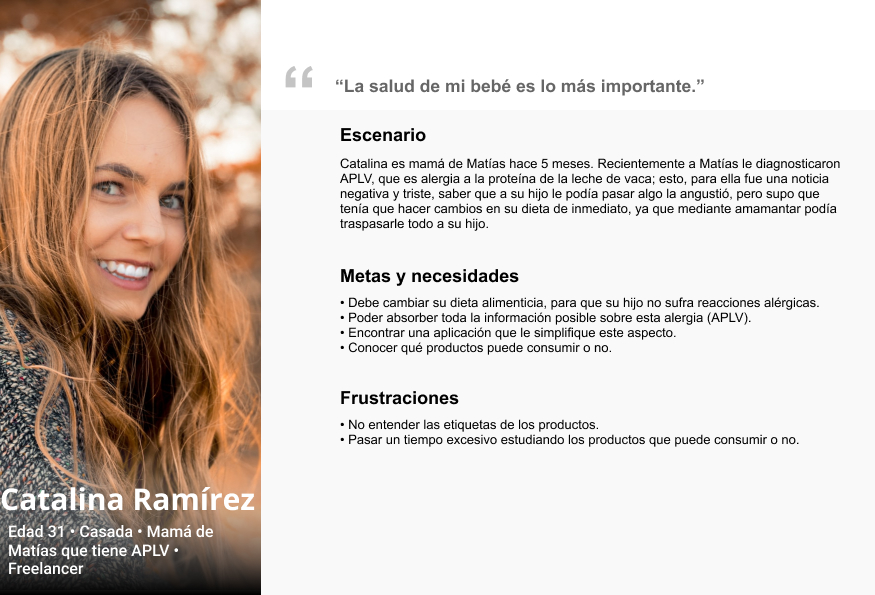 “
“La salud de mi bebé es lo más importante.”
Escenario
Catalina es mamá de Matías hace 5 meses. Recientemente a Matías le diagnosticaron
APLV, que es alergia a la proteína de la leche de vaca; esto, para ella fue una noticia
negativa y triste, saber que a su hijo le podía pasar algo la angustió, pero supo que
tenía que hacer cambios en su dieta de inmediato, ya que mediante amamantar podía
traspasarle todo a su hijo.
Metas y necesidades
• Debe cambiar su dieta alimenticia, para que su hijo no sufra reacciones alérgicas.
• Poder absorber toda la información posible sobre esta alergia (APLV).
• Encontrar una aplicación que le simplifique este aspecto.
• Conocer qué productos puede consumir o no.
Frustraciones
• No entender las etiquetas de los productos.
• Pasar un tiempo excesivo estudiando los productos que puede consumir o no.
Catalina Ramírez
Edad 31 • Casada • Mamá de
Matías que tiene APLV •
Freelancer